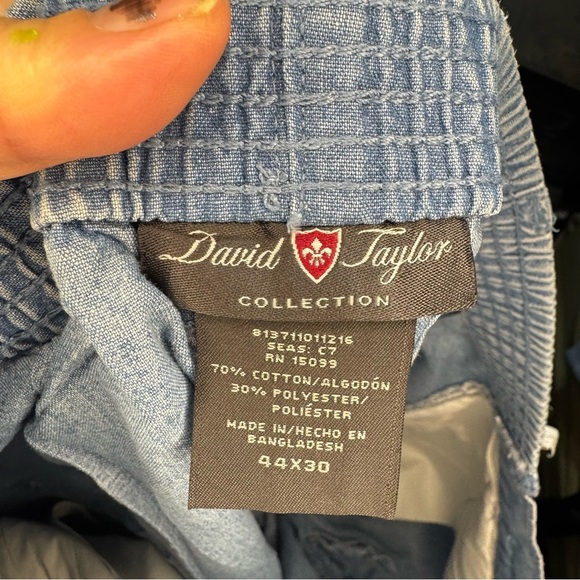 David Taylor
COLLECTION
813711011216
SEAS: C7
RN 15099
70% COTTON/ALGODÓN
30% POLYESTER/
POLIÉSTER
MADE IN/HECHO EN
BANGLADESH
44X30